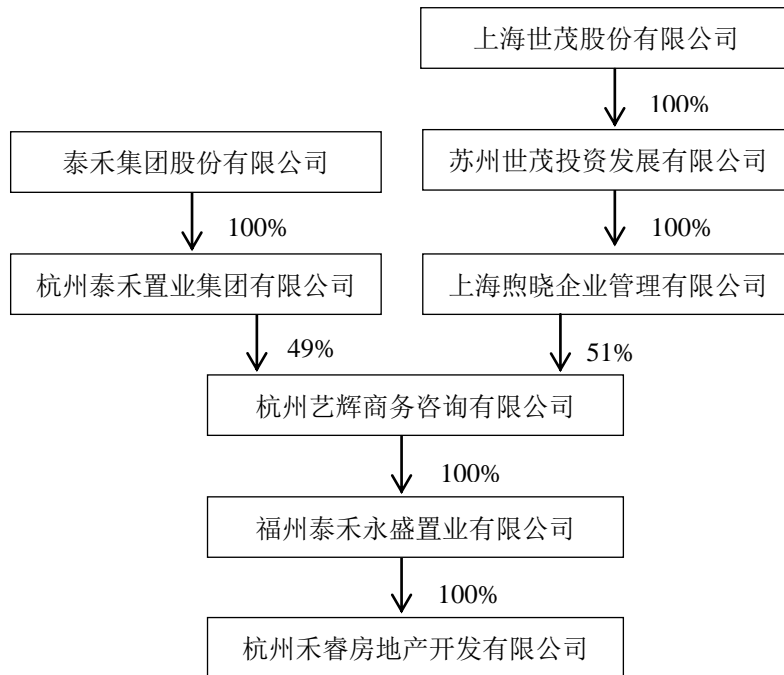 上海世茂股份有限公司
100%
泰禾集团股份有限公司
苏州世茂投资发展有限公司
100%
100%
杭州泰禾置业集团有限公司
上海煦晓企业管理有限公司
49%
51%
杭州艺辉商务咨询有限公司
100%
福州泰禾永盛置业有限公司
100%
杭州禾睿房地产开发有限公司